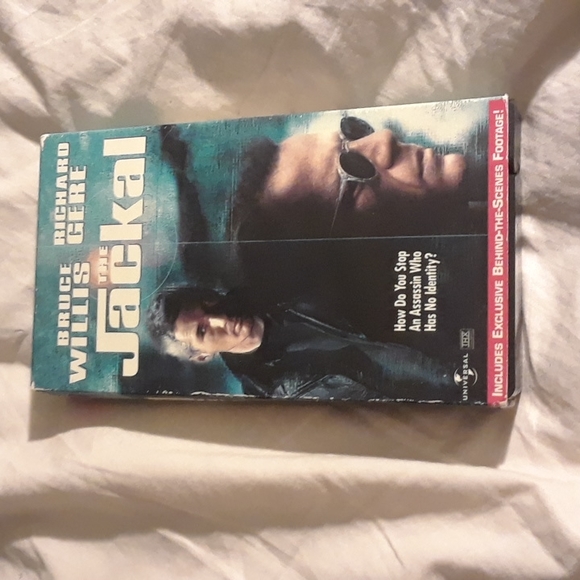 BRUCE WILLIS
RICHARD GERE
THE
Jackal
How Do You Stop
An Assassin Who
Has No Identity?
UNIVERSAL
THX
INCLUDES EXCLUSIVE BEHIND-THE-SCENES FOOTAGE!